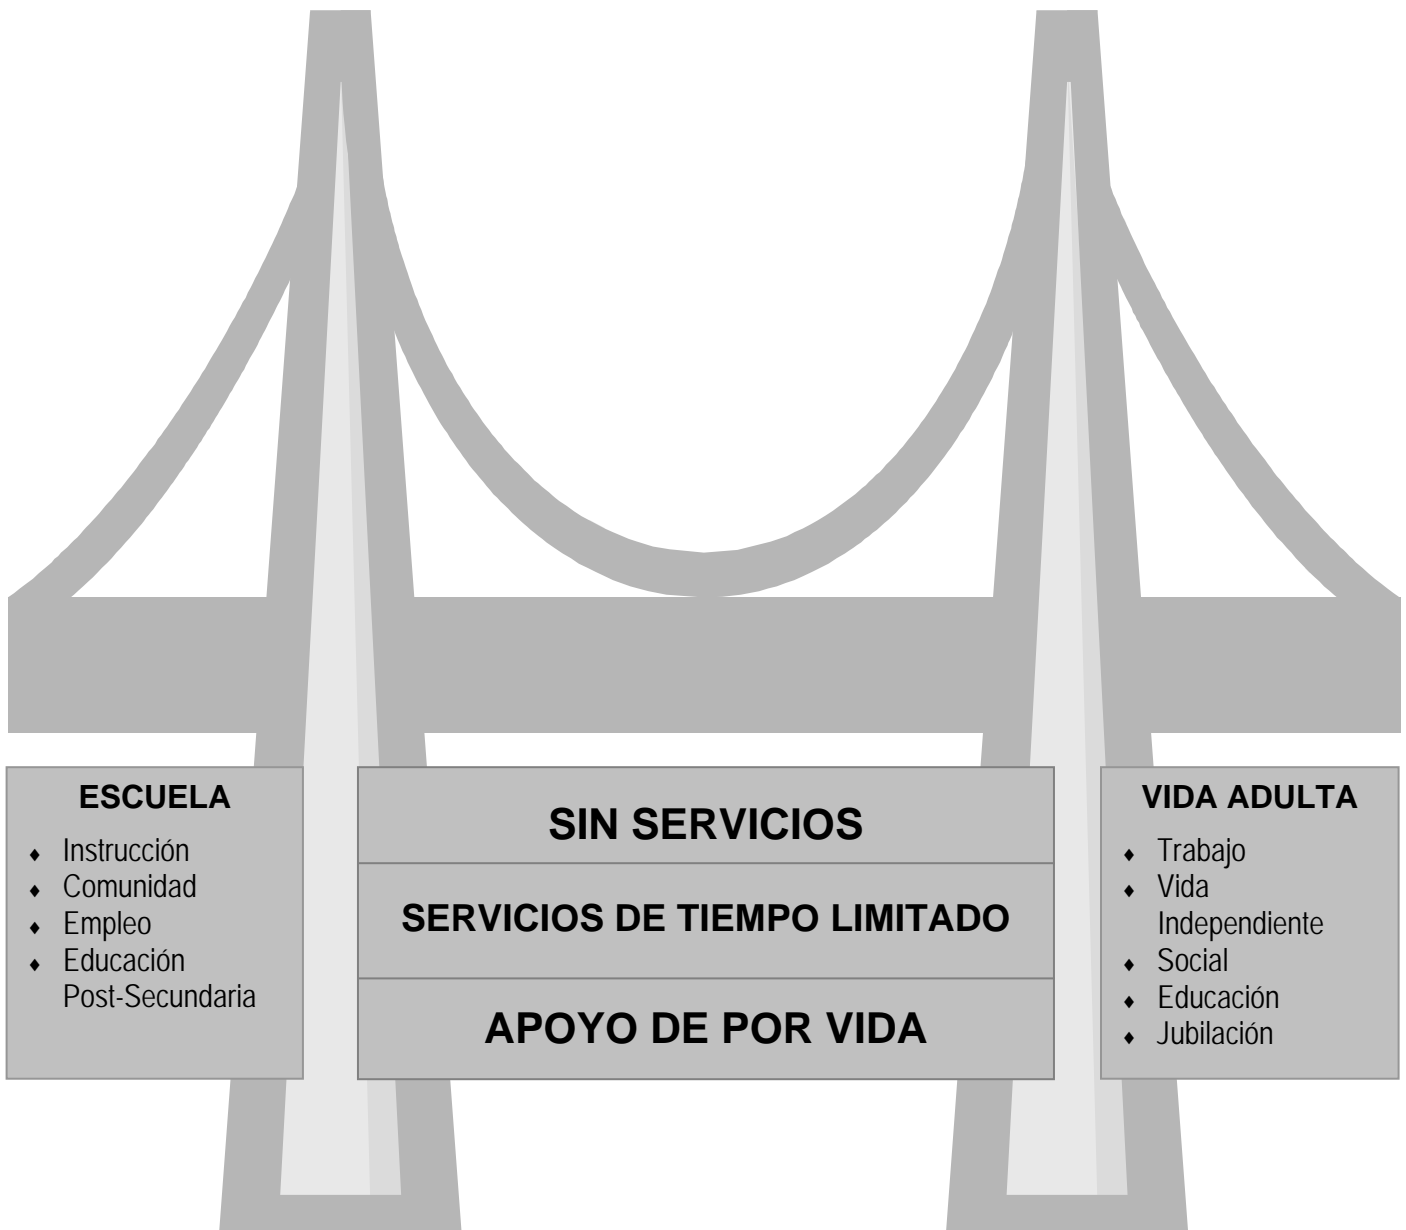 ESCUELA
♦ Instrucción
♦ Comunidad
♦ Empleo
♦ Educación
Post-Secundaria
SIN SERVICIOS
SERVICIOS DE TIEMPO LIMITADO
APOYO DE POR VIDA
VIDA ADULTA
♦ Trabajo
♦ Vida
Independiente
♦ Social
♦ Educación
♦ Jubilación